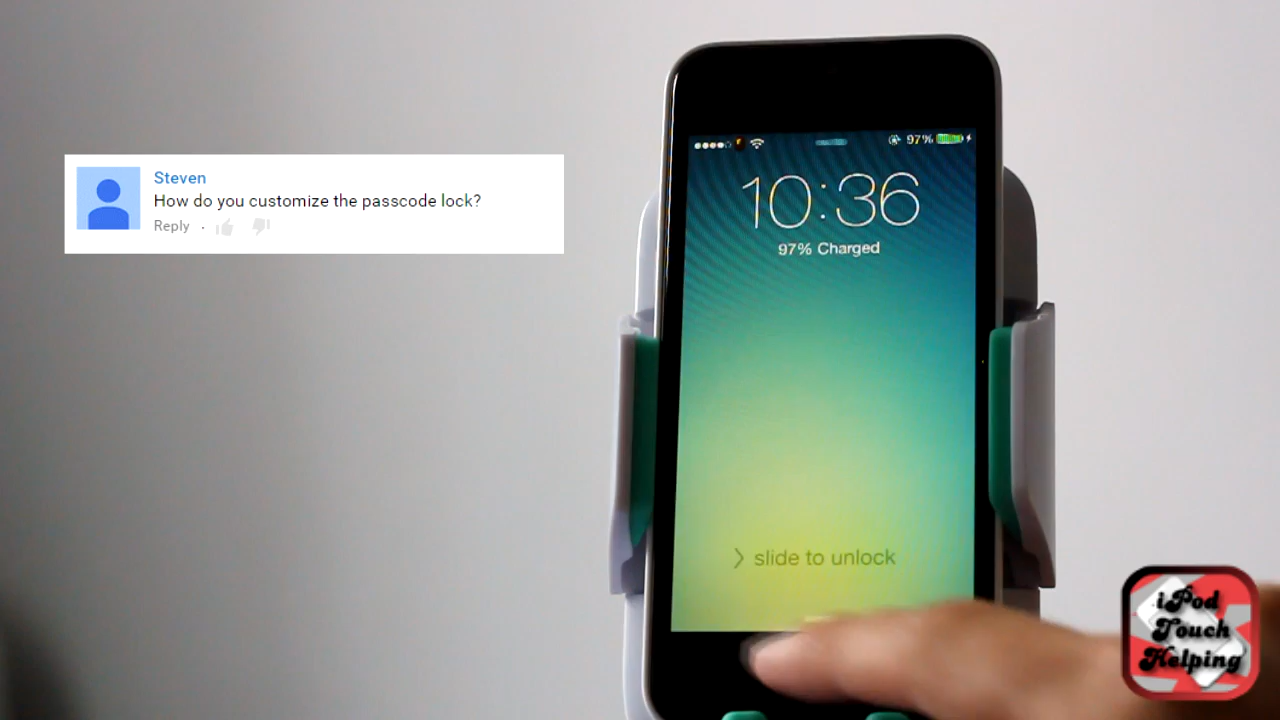 Steven
How do you customize the passcode lock?
Reply ·
97%
10:36
97% Charged
> slide to unlock
iPod
Touch
Helping